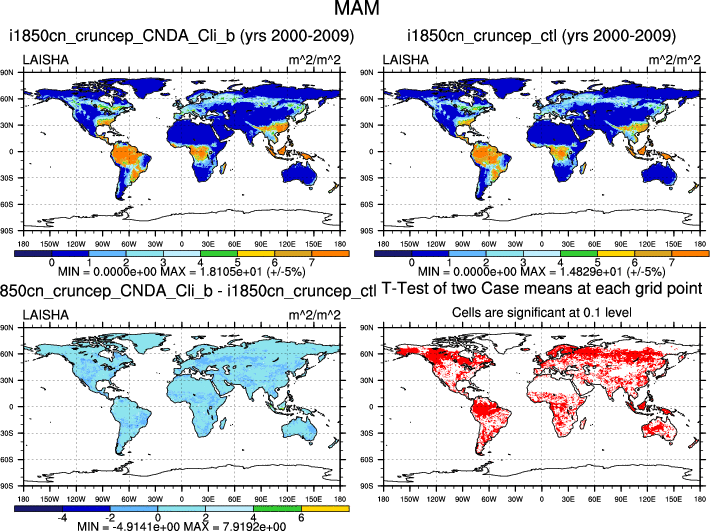 MAM
i1850cn_cruncep_CNDA_Cli_b (yrs 2000-2009)
LAISHA m^2/m^2
90N
60N
30N
0
30S
60S
90S
180 150W 120W 90W 60W 30W 0 30E 60E 90E 120E 150E 180
0 1 2 3 4 5 6 7
MIN = 0.0000e+00 MAX = 1.8105e+01 (+/-5%)
i1850cn_cruncep_ctl (yrs 2000-2009)
LAISHA m^2/m^2
90N
60N
30N
0
30S
60S
90S
180 150W 120W 90W 60W 30W 0 30E 60E 90E 120E 150E 180
0 1 2 3 4 5 6 7
MIN = 0.0000e+00 MAX = 1.4829e+01 (+/-5%)
850cn_cruncep_CNDA_Cli_b - i1850cn_cruncep_ctl
LAISHA m^2/m^2
90N
60N
30N
0
30S
60S
90S
180 150W 120W 90W 60W 30W 0 30E 60E 90E 120E 150E 180
-4 -2 0 2 4 6
MIN = -4.9141e+00 MAX = 7.9192e+00
T-Test of two Case means at each grid point
Cells are significant at 0.1 level
90N
60N
30N
0
30S
60S
90S
180 150W 120W 90W 60W 30W 0 30E 60E 90E 120E 150E 180